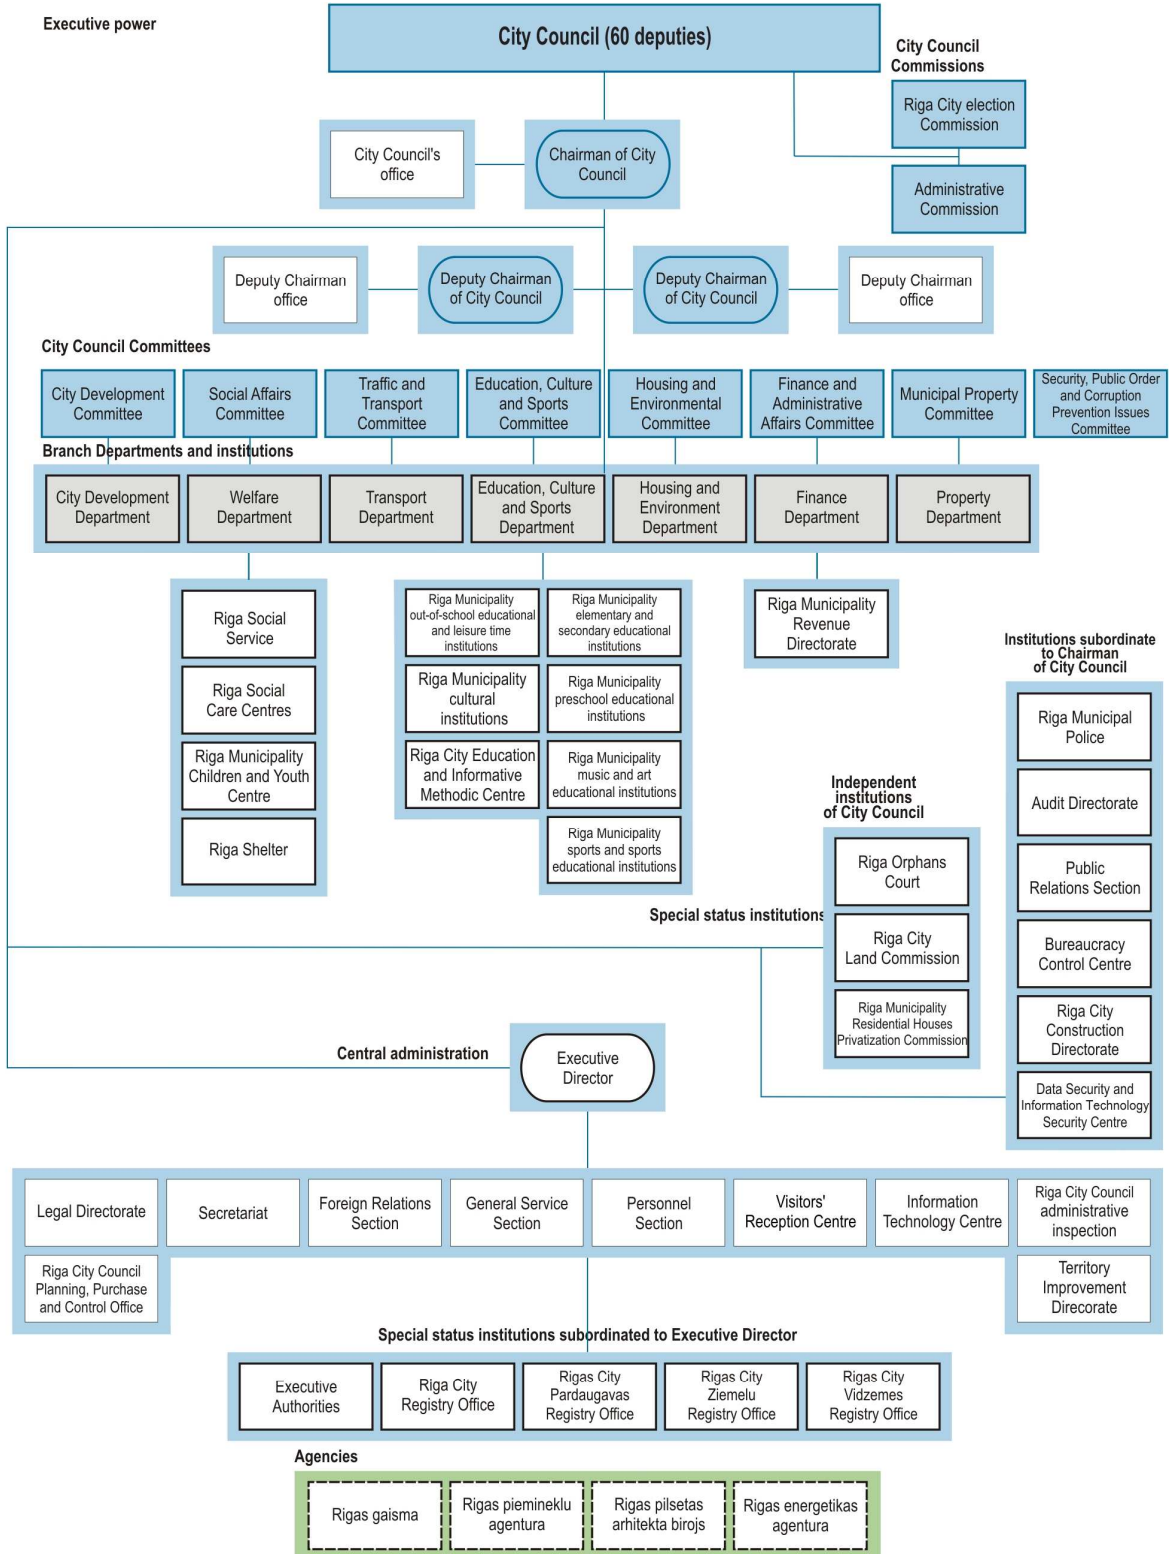 Executive power
City Council (60 deputies)
City Council
Commissions
Riga City election
Commission
Administrative
Commission
City Council's
office
Chairman of City
Council
Deputy Chairman
office
Deputy Chairman
of City Council
Deputy Chairman
of City Council
Deputy Chairman
office
City Council Committees
City Development
Committee
Social Affairs
Committee
Traffic and
Transport
Committee
Education, Culture
and Sports
Committee
Housing and
Environmental
Committee
Finance and
Administrative
Affairs Committee
Municipal Property
Committee
Security, Public Order
and Corruption
Prevention Issues
Committee
Branch Departments and institutions
City Development
Department
Welfare
Department
Transport
Department
Education, Culture
and Sports
Department
Housing and
Environment
Department
Finance
Department
Property
Department
Riga Social
Service
Riga Social
Care Centres
Riga Municipality
Children and Youth
Centre
Riga Shelter
Riga Municipality
out-of-school educational
and leisure time
institutions
Riga Municipality
cultural
institutions
Riga City Education
and Informative
Methodic Centre
Riga Municipality
elementary and
secondary educational
institutions
Riga Municipality
preschool educational
institutions
Riga Municipality
music and art
educational institutions
Riga Municipality
sports and sports
educational institutions
Riga Municipality
Revenue
Directorate
Institutions subordinate
to Chairman
of City Council
Riga Municipal
Police
Audit Directorate
Public
Relations Section
Bureaucracy
Control Centre
Riga City
Construction
Directorate
Data Security and
Information Technology
Security Centre
Independent
institutions
of City Council
Riga Orphans
Court
Riga City
Land Commission
Riga Municipality
Residential Houses
Privatization Commission
Special status institutions
Central administration
Executive
Director
Legal Directorate
Secretariat
Foreign Relations
Section
General Service
Section
Personnel
Section
Visitors'
Reception Centre
Information
Technology Centre
Riga City Council
administrative
inspection
Riga City Council
Planning, Purchase
and Control Office
Territory
Improvement
Direcorate
Special status institutions subordinated to Executive Director
Executive
Authorities
Riga City
Registry Office
Rigas City
Pardaugavas
Registry Office
Rigas City
Ziemelu
Registry Office
Rigas City
Vidzemes
Registry Office
Agencies
Rigas gaisma
Rigas piemineklu
agentura
Rigas pilsetas
arhitekta birojs
Rigas energetikas
agentura